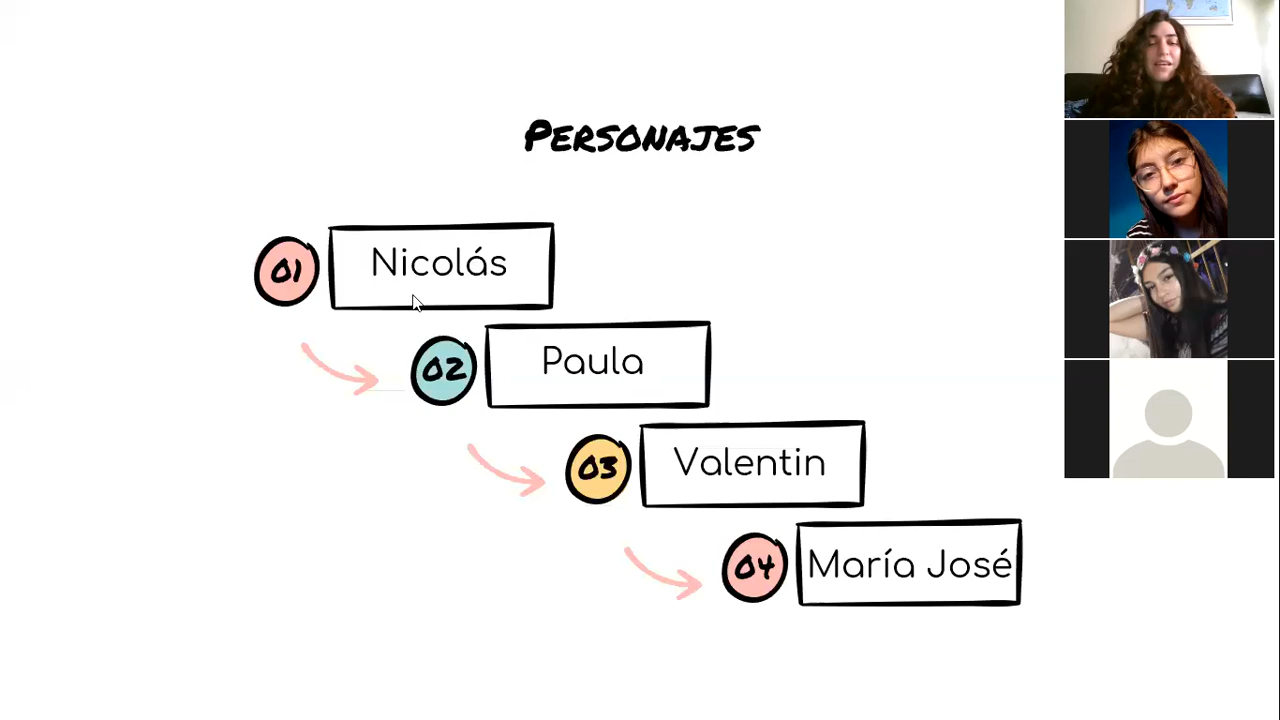 PERSONAJES
01
Nicolás
02
Paula
03
Valentin
04
María José